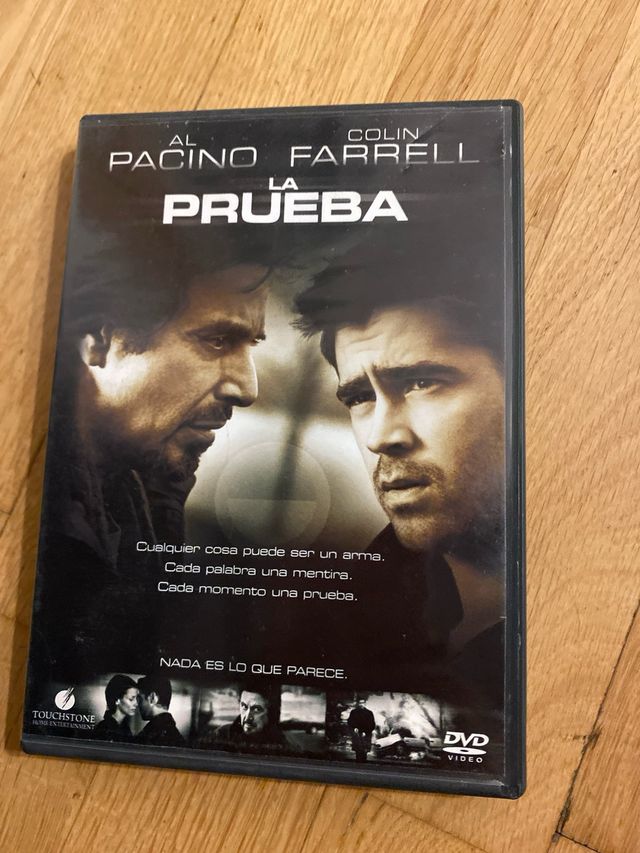 AL COLIN
PACINO FARRELL
LA
PRUEBA
Cualquier cosa puede ser un arma.
Cada palabra una mentira.
Cada momento una prueba.
NADA ES LO QUE PARECE.
TOUCHSTONE
HOME ENTERTAINMENT
DVD
VIDEO